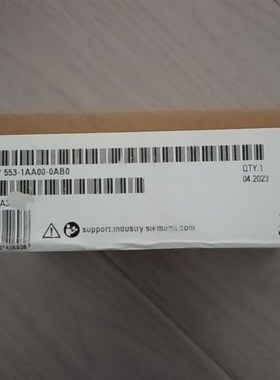 553-1AA00-0AB0
QTY 1
04.2023
support.industry.siemens.com